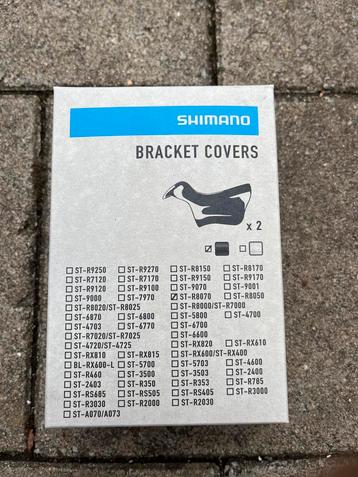 SHIMANO
BRACKET COVERS
x 2
ST-R9250 ST-R9270 ST-R8150 ST-R8170
ST-R7120 ST-R7170 ST-R9150 ST-R9170
ST-R9120 ST-R9100 ST-9070 ST-9001
ST-9000 ST-7970 ST-R8070 ST-R8050
ST-R8020/ST-R8025 ST-R8000/ST-R7000
ST-6870 ST-6800 ST-5800 ST-4700
ST-4703 ST-6770 ST-6700
ST-R7020/ST-R7025 ST-6600
ST-4720/ST-4725 ST-RX820 ST-RX610
ST-RX810 ST-RX815 ST-RX600/ST-RX400
BL-RX600-L ST-5700 ST-5703 ST-4600
ST-R460 ST-3500 ST-3503 ST-2400
ST-2403 ST-R350 ST-R353 ST-R785
ST-RS685 ST-RS505 ST-RS405 ST-R3000
ST-R3030 ST-R2000 ST-R2030
ST-A070/A073